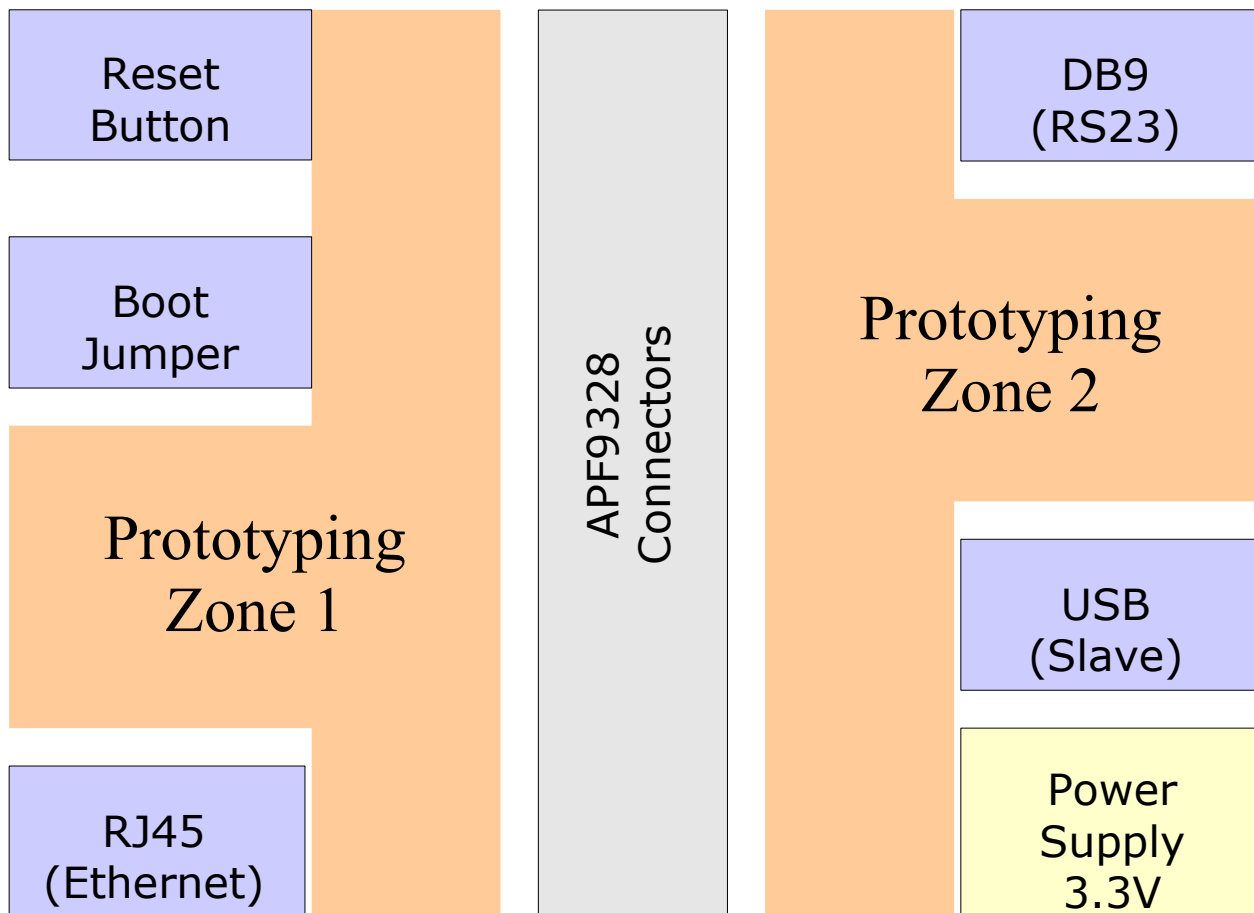 Reset
Button
Boot
Jumper
Prototyping
Zone 1
RJ45
(Ethernet)
APF9328
Connectors
DB9
(RS23)
Prototyping
Zone 2
USB
(Slave)
Power
Supply
3.3V